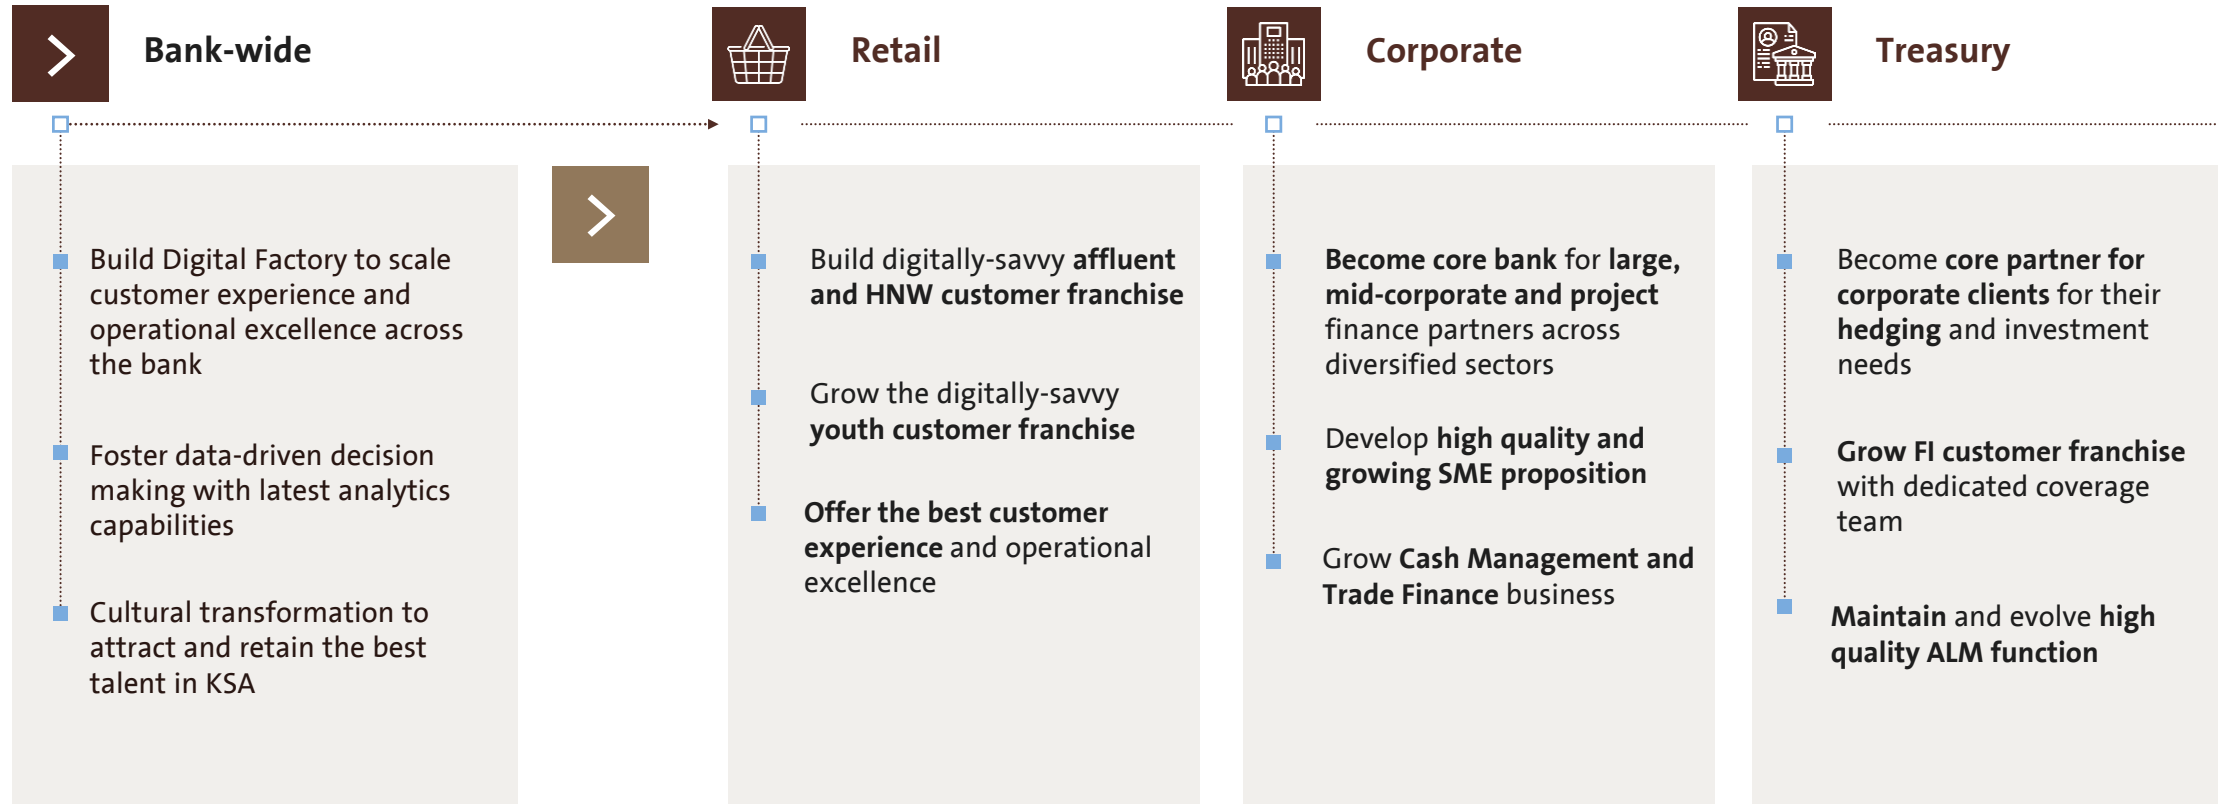 Bank-wide
Build Digital Factory to scale
customer experience and
operational excellence across
the bank
Foster data-driven decision
making with latest analytics
capabilities
Cultural transformation to
attract and retain the best
talent in KSA
Retail
Build digitally-savvy affluent
and HNW customer franchise
Grow the digitally-savvy
youth customer franchise
Offer the best customer
experience and operational
excellence
Corporate
Become core bank for large,
mid-corporate and project
finance partners across
diversified sectors
Develop high quality and
growing SME proposition
Grow Cash Management and
Trade Finance business
Treasury
Become core partner for
corporate clients for their
hedging and investment
needs
Grow FI customer franchise
with dedicated coverage
team
Maintain and evolve high
quality ALM function